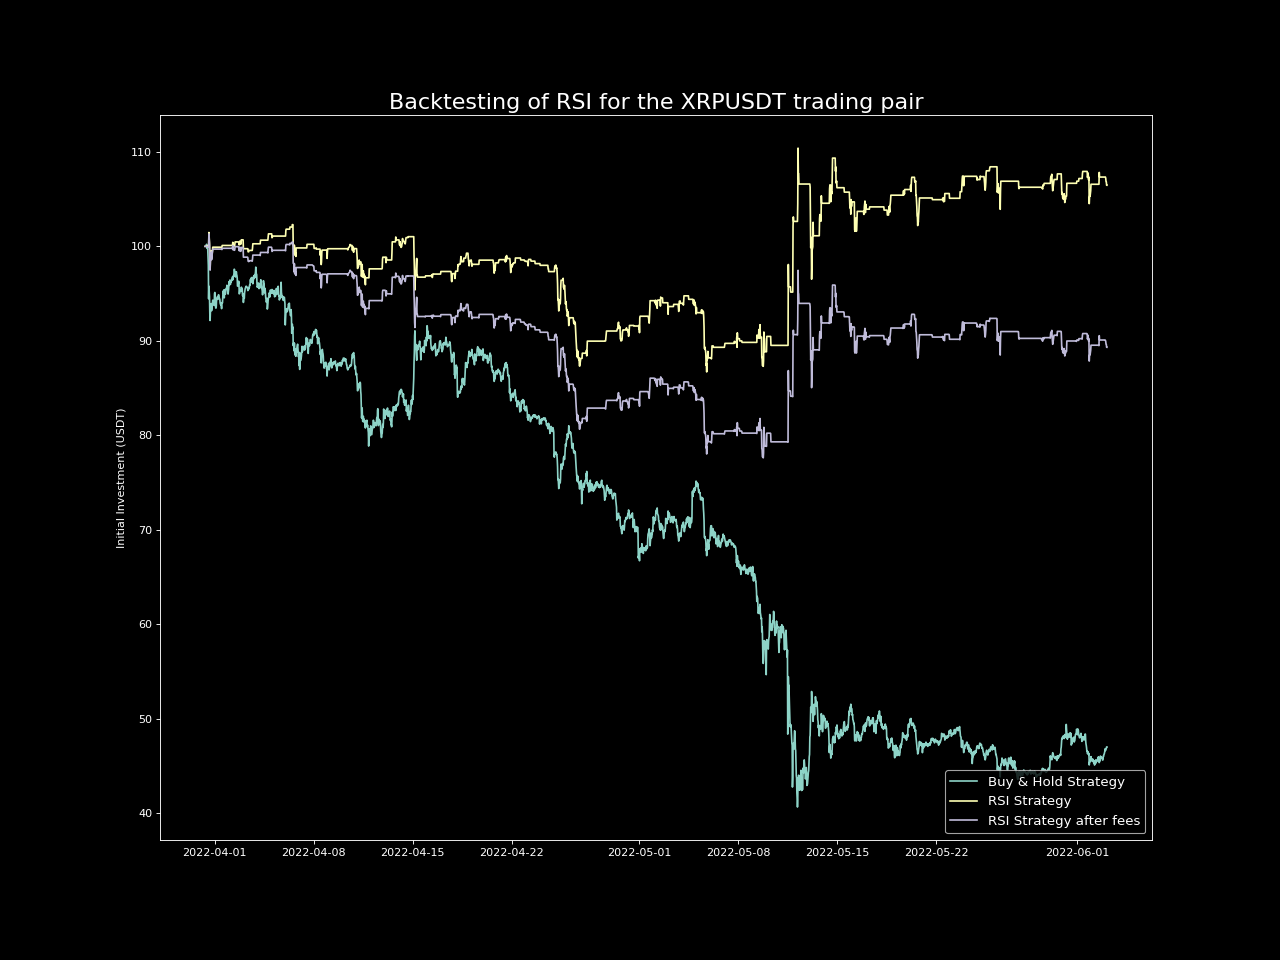 Backtesting of RSI for the XRPUSDT trading pair
110
100
90
80
70
60
50
40
Initial Investment (USDT)
2022-04-01 2022-04-08 2022-04-15 2022-04-22 2022-05-01 2022-05-08 2022-05-15 2022-05-22 2022-06-01
Buy & Hold Strategy
RSI Strategy
RSI Strategy after fees